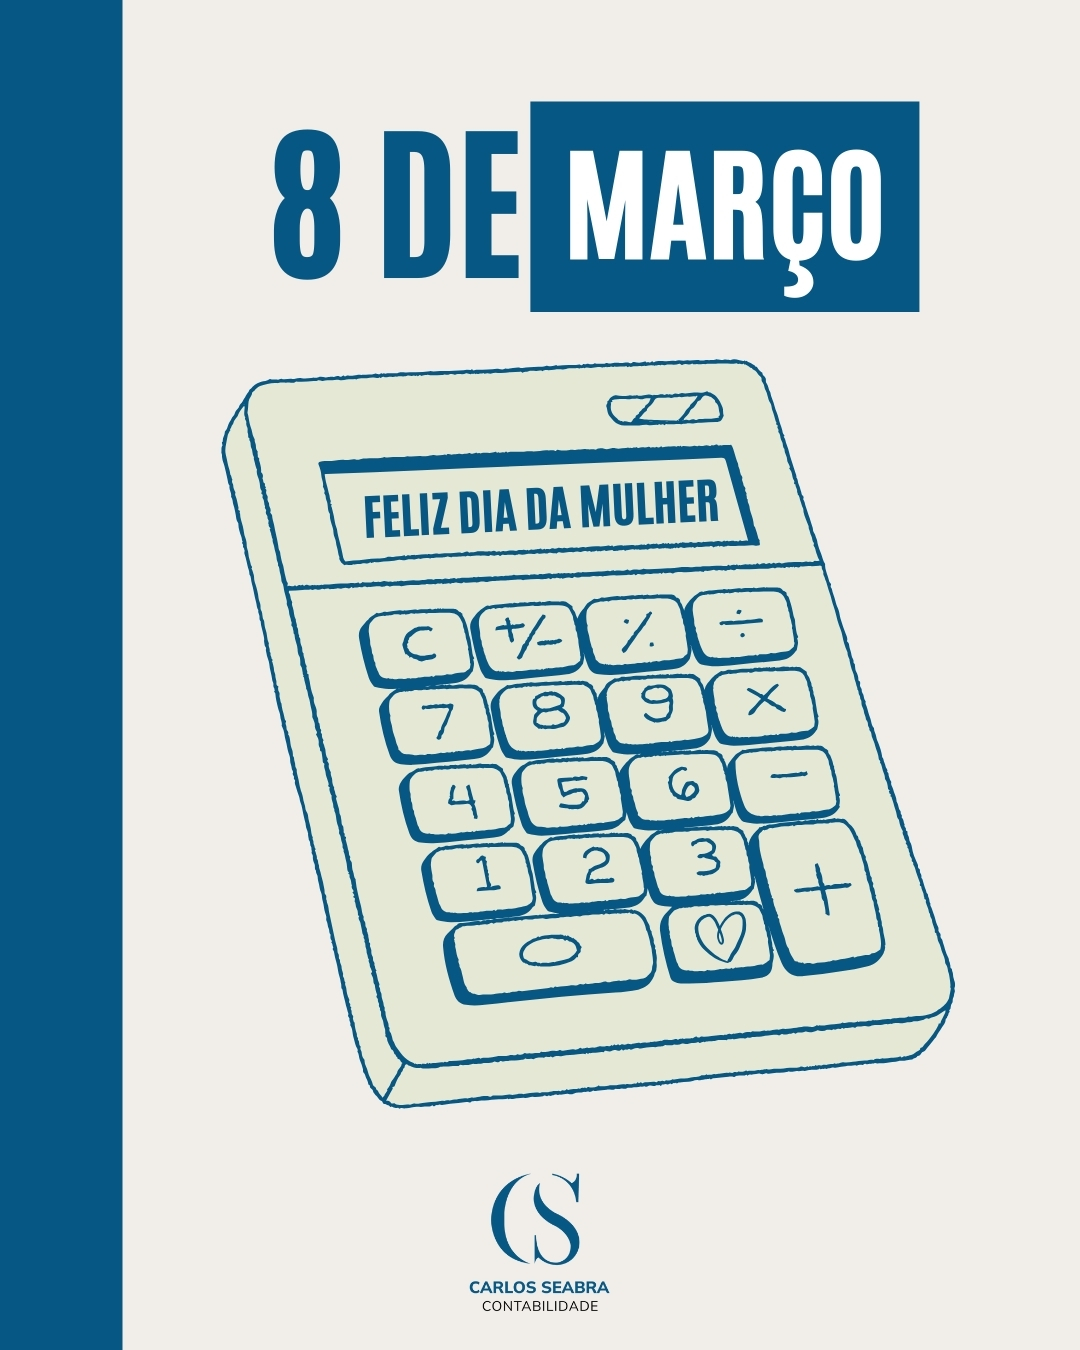 8 DE MARÇO
FELIZ DIA DA MULHER
C +/- ⁒ ÷
7 8 9 ×
4 5 6 −
1 2 3 +
0
CS
CARLOS SEABRA
CONTABILIDADE